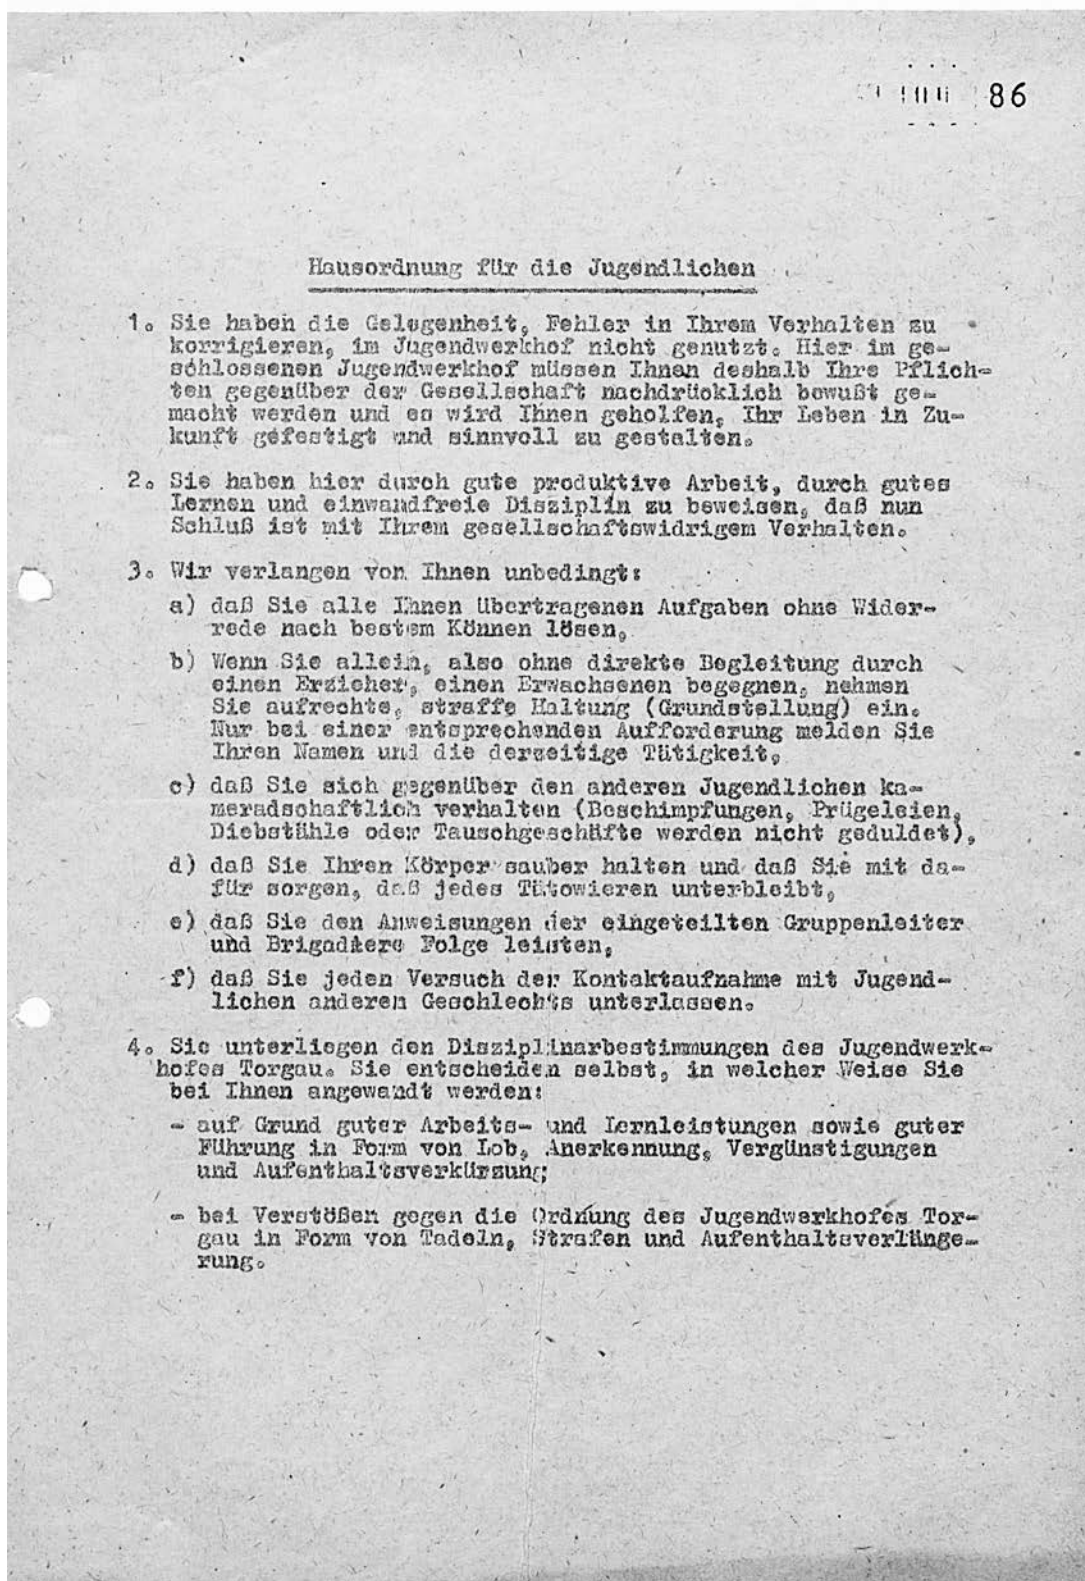 86
Hausordnung für die Jugendlichen
1. Sie haben die Gelegenheit, Fehler in Ihrem Verhalten zu
korrigieren, im Jugendwerkhof nicht genutzt. Hier im ge-
schlossenen Jugendwerkhof müssen Ihnen deshalb Ihre Pflich-
ten gegenüber der Gesellschaft nachdrücklich bewußt ge-
macht werden und es wird Ihnen geholfen, Ihr Leben in Zu-
kunft gefestigt und sinnvoll zu gestalten.
2. Sie haben hier durch gute produktive Arbeit, durch gutes
Lernen und einwandfreie Disziplin zu beweisen, daß nun
Schluß ist mit Ihrem gesellschaftswidrigem Verhalten.
3. Wir verlangen von Ihnen unbedingt:
a) daß Sie alle Ihnen übertragenen Aufgaben ohne Wider-
rede nach bestem Können lösen,
b) Wenn Sie allein, also ohne direkte Begleitung durch
einen Erzieher, einen Erwachsenen begegnen, nehmen
Sie aufrechte, straffe Haltung (Grundstellung) ein.
Nur bei einer entsprechenden Aufforderung melden Sie
Ihren Namen und die derzeitige Tätigkeit,
c) daß Sie sich gegenüber den anderen Jugendlichen ka-
meradschaftlich verhalten (Beschimpfungen, Prügeleien,
Diebstähle oder Tauschgeschäfte werden nicht geduldet),
d) daß Sie Ihren Körper sauber halten und daß Sie mit da-
für sorgen, daß jedes Tätowieren unterbleibt,
e) daß Sie den Anweisungen der eingeteilten Gruppenleiter
und Brigadiere Folge leisten,
f) daß Sie jeden Versuch der Kontaktaufnahme mit Jugend-
lichen anderen Geschlechts unterlassen.
4. Sie unterliegen den Disziplinarbestimmungen des Jugendwerk-
hofes Torgau. Sie entscheiden selbst, in welcher Weise Sie
bei Ihnen angewandt werden:
- auf Grund guter Arbeits- und Lernleistungen sowie guter
Führung in Form von Lob, Anerkennung, Vergünstigungen
und Aufenthaltsverkürzung;
- bei Verstößen gegen die Ordnung des Jugendwerkhofes Tor-
gau in Form von Tadeln, Strafen und Aufenthaltsverlänge-
rung.